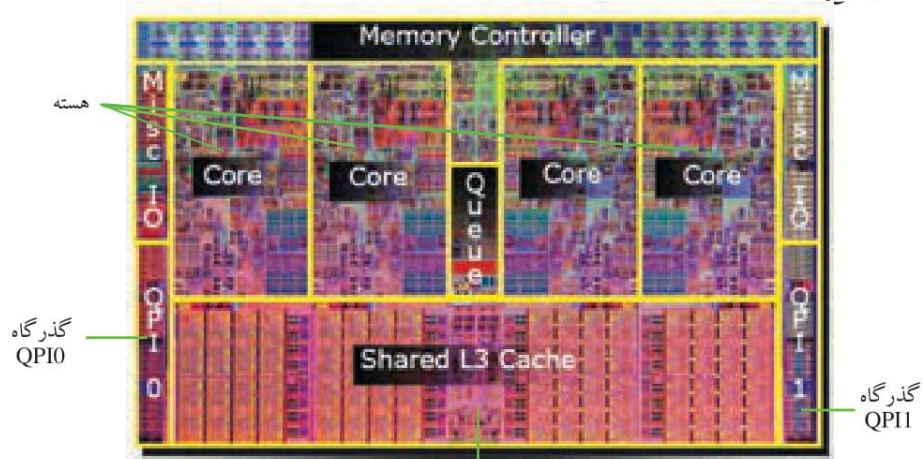 Memory Controller
Misc IO
Misc IO
هسته
Core
Core
Queue
Core
Core
QPI 0
QPI 1
گذرگاه
QPI0
Shared L3 Cache
گذرگاه
QPI1